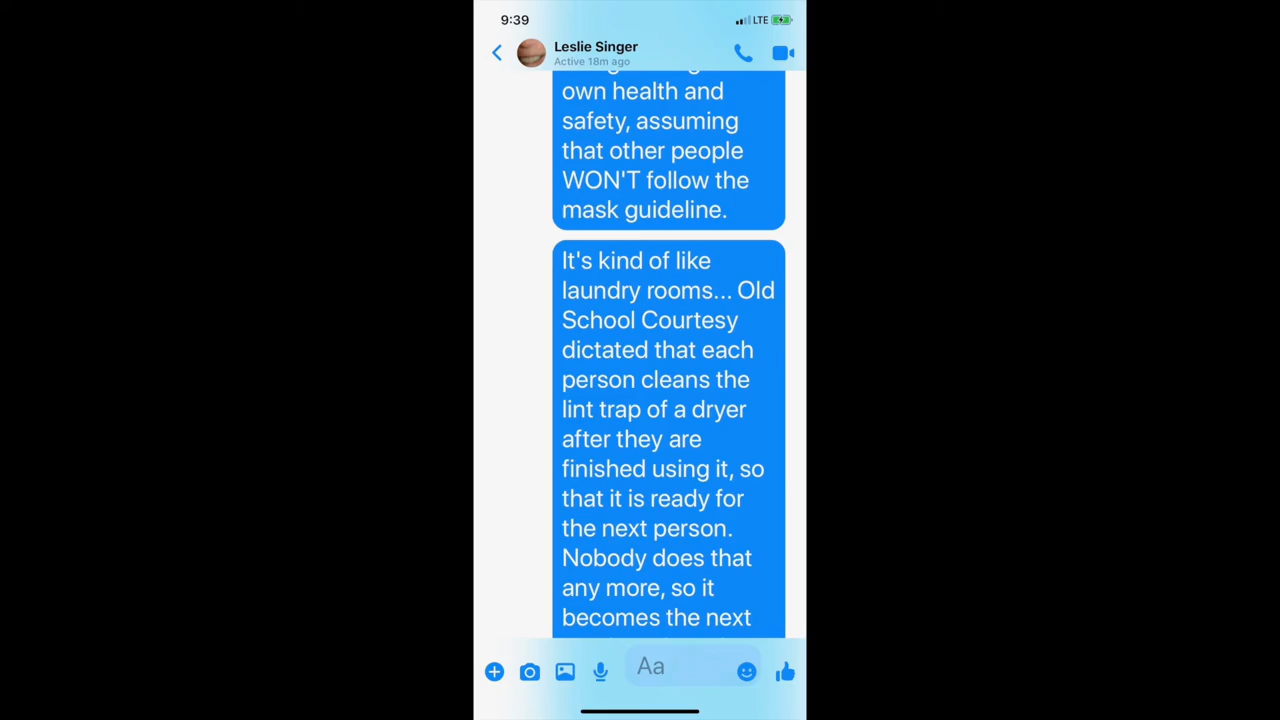 9:39
LTE
Leslie Singer
Active 18m ago
own health and
safety, assuming
that other people
WON'T follow the
mask guideline.
It's kind of like
laundry rooms... Old
School Courtesy
dictated that each
person cleans the
lint trap of a dryer
after they are
finished using it, so
that it is ready for
the next person.
Nobody does that
any more, so it
becomes the next
Aa